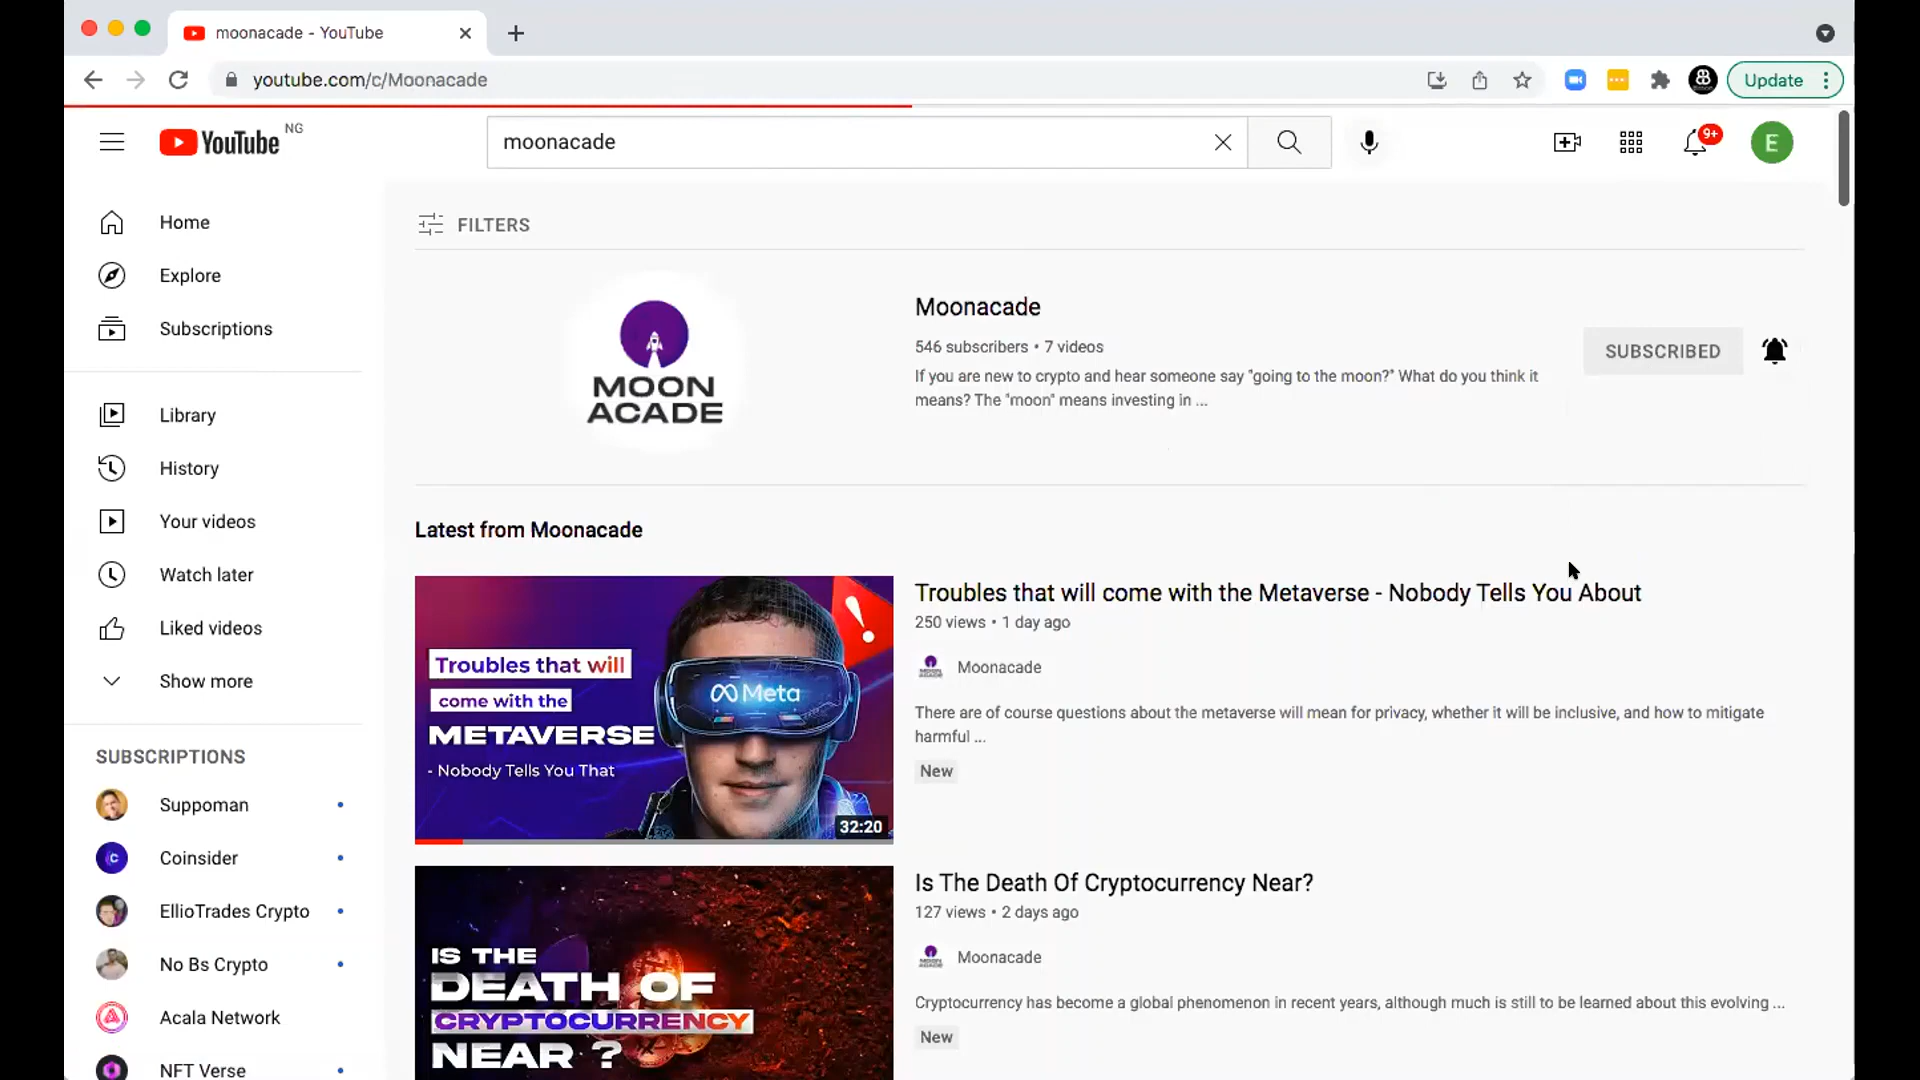 moonacade - YouTube
youtube.com/c/Moonacade
Update
YouTube NG
moonacade
9+
E
Home
Explore
Subscriptions
Library
History
Your videos
Watch later
Liked videos
Show more
SUBSCRIPTIONS
Suppoman
Coinsider
EllioTrades Crypto
No Bs Crypto
Acala Network
NFT Verse
FILTERS
MOON
ACADE
Moonacade
546 subscribers • 7 videos
If you are new to crypto and hear someone say "going to the moon?" What do you think it
means? The "moon" means investing in ...
SUBSCRIBED
Latest from Moonacade
Troubles that will
come with the
METAVERSE
- Nobody Tells You That
Meta
32:20
Troubles that will come with the Metaverse - Nobody Tells You About
250 views • 1 day ago
Moonacade
There are of course questions about the metaverse will mean for privacy, whether it will be inclusive, and how to mitigate
harmful ...
New
IS THE
DEATH OF
CRYPTOCURRENCY
NEAR ?
Is The Death Of Cryptocurrency Near?
127 views • 2 days ago
Moonacade
Cryptocurrency has become a global phenomenon in recent years, although much is still to be learned about this evolving ...
New